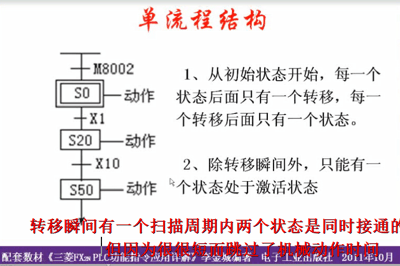 单流程结构
M8002
S0
动作
X1
S20
动作
X10
S50
动作
1、从初始状态开始，每一个
状态后面只有一个转移，每一
个转移后面只有一个状态。
2、除转移瞬间外，只能有一
个状态处于激活状态
转移瞬间有一个扫描周期内两个状态是同时接通的
但因为很短而跳过了机械动作时间
配套教材《三菱FX PLC功能指令应用详解》 电子工业出版社 2011年10月